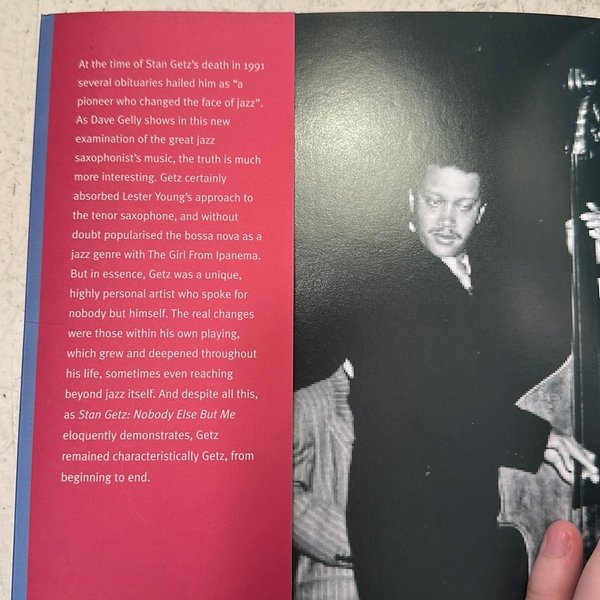 At the time of Stan Getz's death in 1991
several obituaries hailed him as "a
pioneer who changed the face of jazz".
As Dave Gelly shows in this new
examination of the great jazz
saxophonist's music, the truth is much
more interesting. Getz certainly
absorbed Lester Young's approach to
the tenor saxophone, and without
doubt popularised the bossa nova as a
jazz genre with The Girl From Ipanema.
But in essence, Getz was a unique,
highly personal artist who spoke for
nobody but himself. The real changes
were those within his own playing,
which grew and deepened throughout
his life, sometimes even reaching
beyond jazz itself. And despite all this,
as Stan Getz: Nobody Else But Me
eloquently demonstrates, Getz
remained characteristically Getz, from
beginning to end.